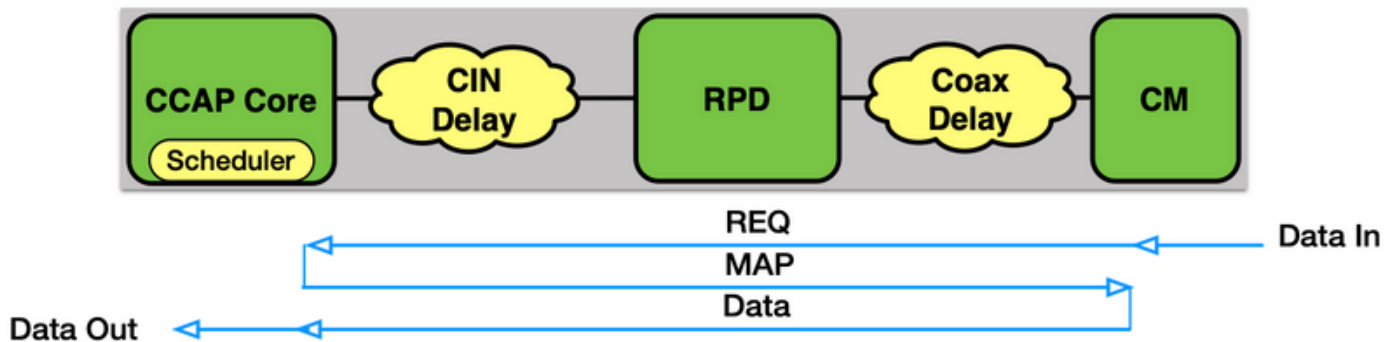 CCAP Core
Scheduler
CIN
Delay
RPD
Coax
Delay
CM
REQ
Data In
MAP
Data
Data Out